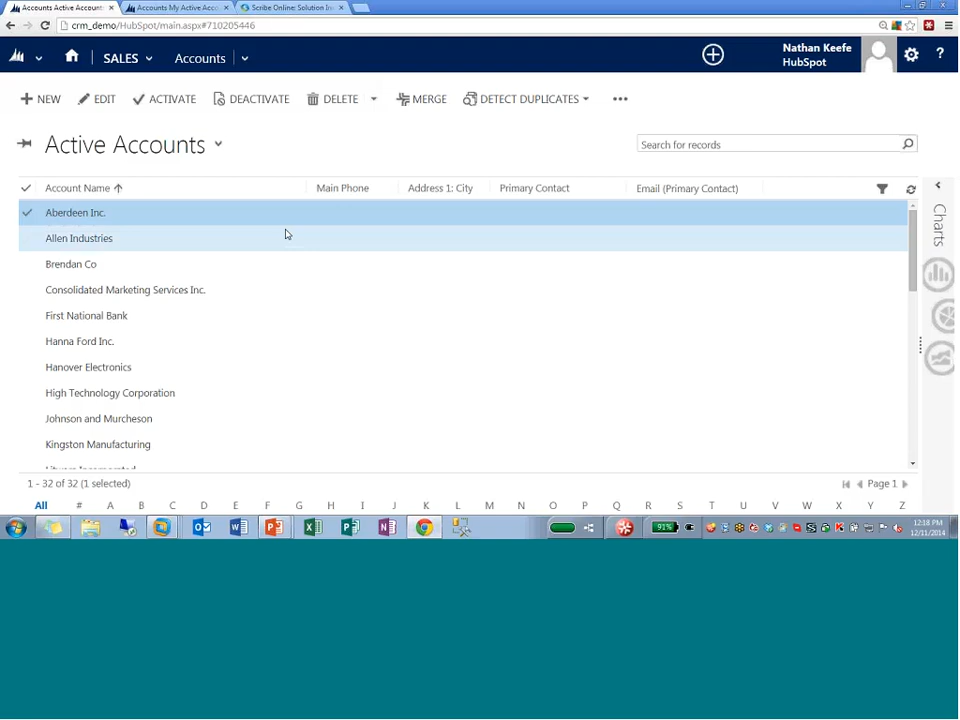 Accounts Active Account
Accounts My Active Acco
Scribe Online: Solution In
crm_demo/HubSpot/main.aspx#710205446
SALES
Accounts
Nathan Keefe
HubSpot
?
NEW
EDIT
ACTIVATE
DEACTIVATE
DELETE
MERGE
DETECT DUPLICATES
Active Accounts
Search for records
Account Name
Main Phone
Address 1: City
Primary Contact
Email (Primary Contact)
Charts
Aberdeen Inc.
Allen Industries
Brendan Co
Consolidated Marketing Services Inc.
First National Bank
Hanna Ford Inc.
Hanover Electronics
High Technology Corporation
Johnson and Murcheson
Kingston Manufacturing
1 - 32 of 32 (1 selected)
Page 1
All # A B C D E F G H I J K L M N O P Q R S T U V W X Y Z
91%
12:18 PM
12/11/2014